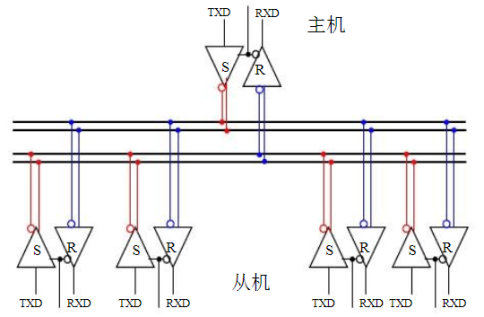 TXD RXD
主机
S R
S R S R S R S R
从机
TXD RXD TXD RXD TXD RXD TXD RXD